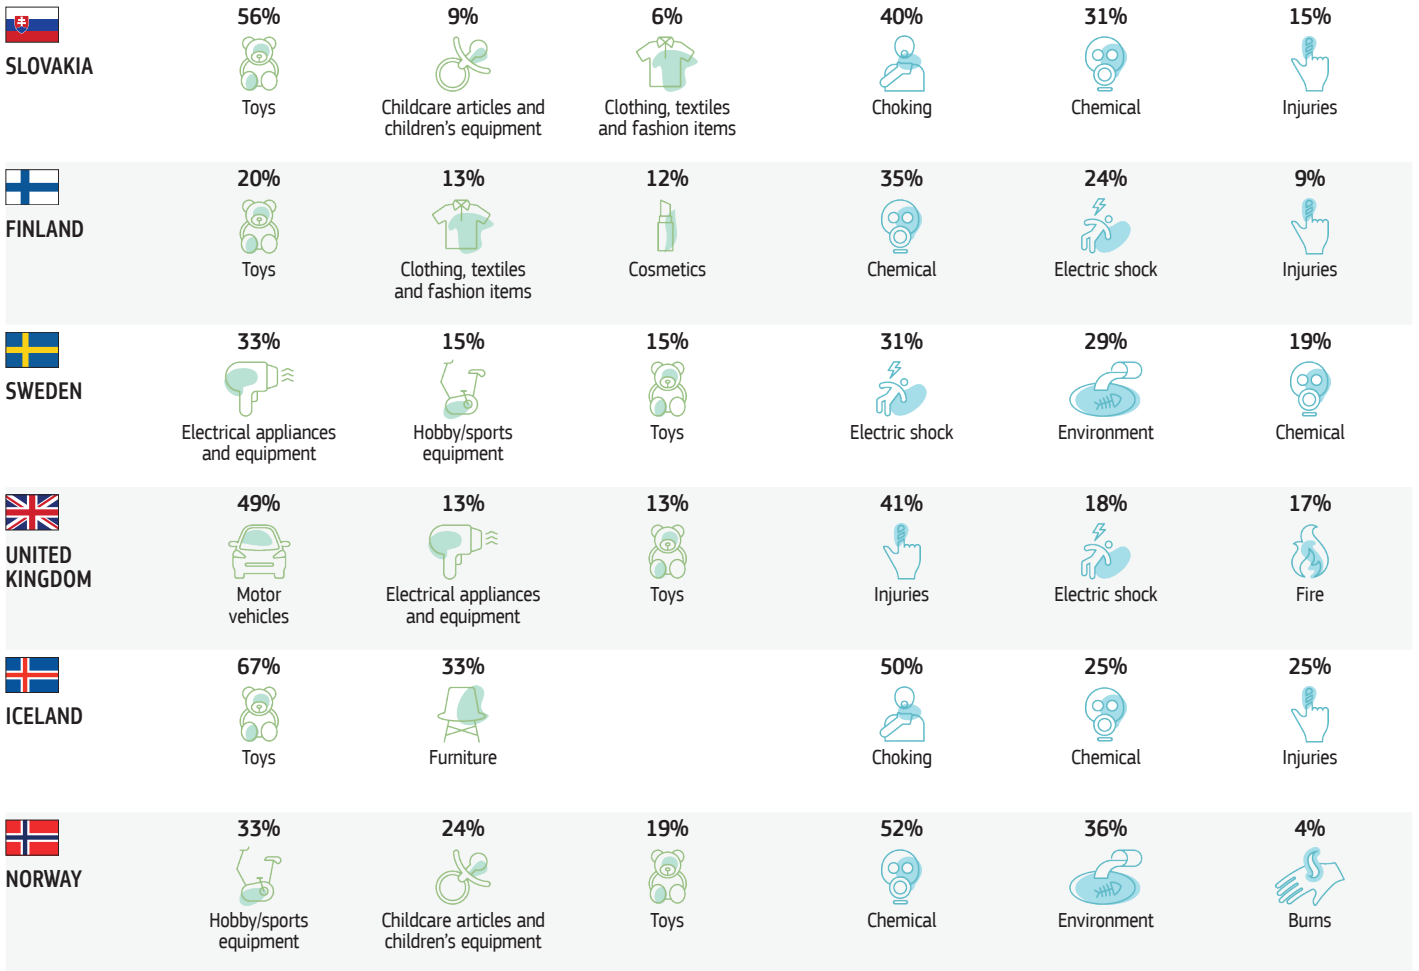 56% 9% 6% 40% 31% 15%
SLOVAKIA
Toys Childcare articles and Clothing, textiles Choking Chemical Injuries
children's equipment and fashion items
20% 13% 12% 35% 24% 9%
FINLAND
Toys Clothing, textiles Cosmetics Chemical Electric shock Injuries
and fashion items
33% 15% 15% 31% 29% 19%
SWEDEN
Electrical appliances Hobby/sports Toys Electric shock Environment Chemical
and equipment equipment
49% 13% 13% 41% 18% 17%
UNITED
KINGDOM
Motor Electrical appliances Toys Injuries Electric shock Fire
vehicles and equipment
67% 33% 50% 25% 25%
ICELAND
Toys Furniture Choking Chemical Injuries
33% 24% 19% 52% 36% 4%
NORWAY
Hobby/sports Childcare articles and Toys Chemical Environment Burns
equipment children's equipment